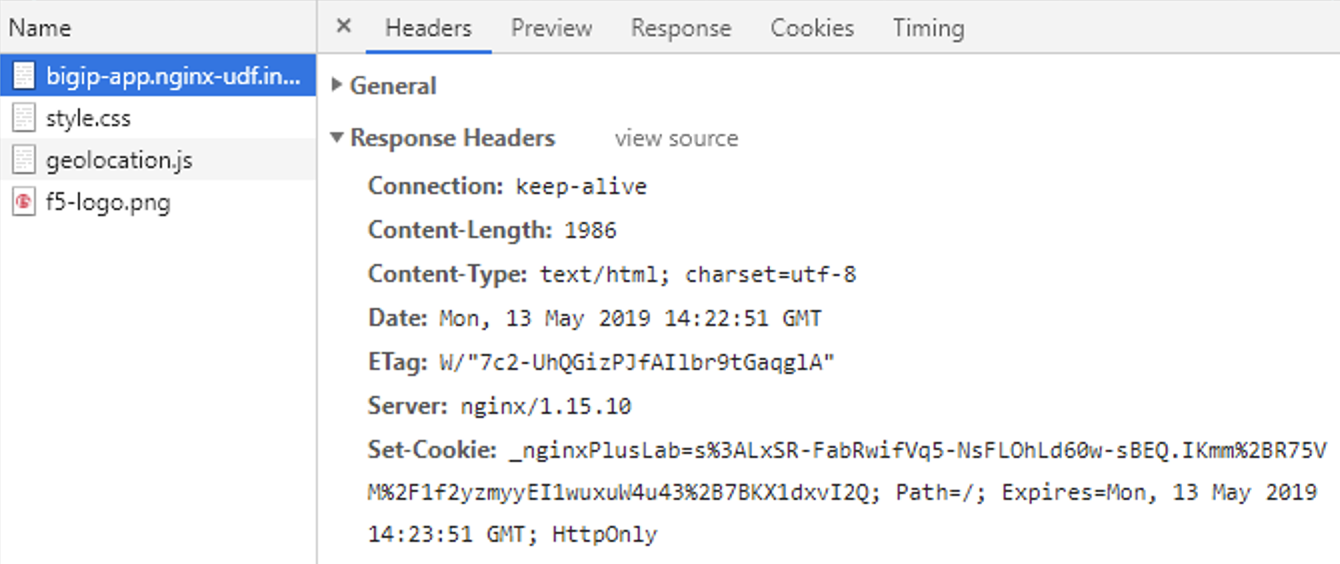 Name
bigip-app.nginx-udf.in...
style.css
geolocation.js
f5-logo.png
× Headers Preview Response Cookies Timing
General
Response Headers view source
Connection: keep-alive
Content-Length: 1986
Content-Type: text/html; charset=utf-8
Date: Mon, 13 May 2019 14:22:51 GMT
ETag: W/"7c2-UhQGizPJfAIlbr9tGaqglA"
Server: nginx/1.15.10
Set-Cookie: _nginxPlusLab=s%3ALxSR-FabRwifVq5-NsFLOhLd60w-sBEQ.IKmm%2BR75V
M%2F1f2yzmyyEI1wuxuW4u43%2B7BKX1dxvI2Q; Path=/; Expires=Mon, 13 May 2019
14:23:51 GMT; HttpOnly